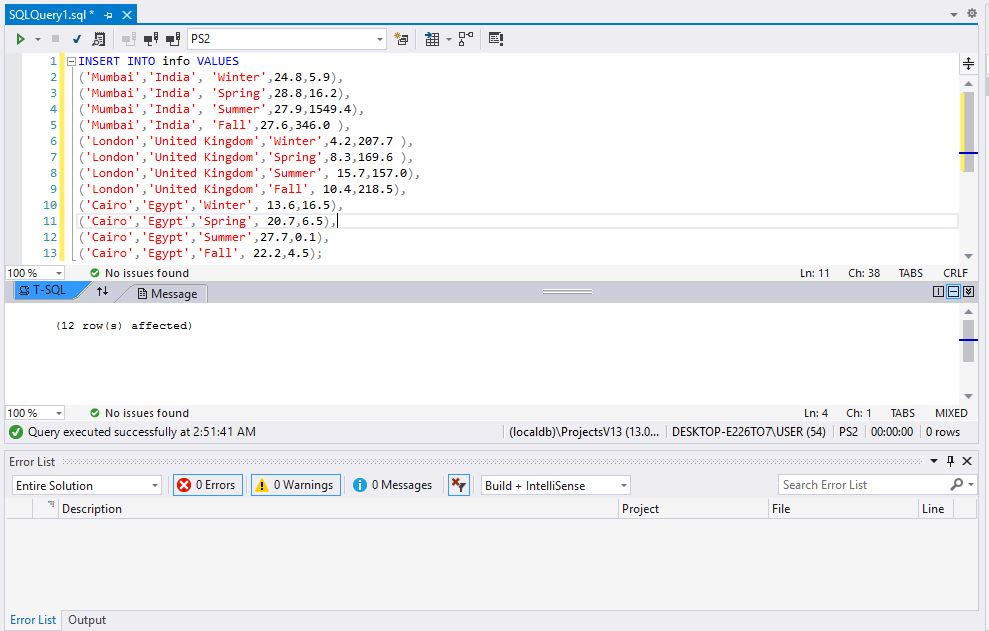 SQLQuery1.sql *
PS2
1 INSERT INTO info VALUES
2 ('Mumbai','India', 'Winter',24.8,5.9),
3 ('Mumbai','India', 'Spring',28.8,16.2),
4 ('Mumbai','India', 'Summer',27.9,1549.4),
5 ('Mumbai','India', 'Fall',27.6,346.0 ),
6 ('London','United Kingdom','Winter',4.2,207.7 ),
7 ('London','United Kingdom','Spring',8.3,169.6 ),
8 ('London','United Kingdom','Summer', 15.7,157.0),
9 ('London','United Kingdom','Fall', 10.4,218.5),
10 ('Cairo','Egypt','Winter', 13.6,16.5),
11 ('Cairo','Egypt','Spring', 20.7,6.5),
12 ('Cairo','Egypt','Summer',27.7,0.1),
13 ('Cairo','Egypt','Fall', 22.2,4.5);
100 % No issues found Ln: 11 Ch: 38 TABS CRLF
T-SQL Message
(12 row(s) affected)
100 % No issues found Ln: 4 Ch: 1 TABS MIXED
Query executed successfully at 2:51:41 AM (localdb)\ProjectsV13 (13.0... DESKTOP-E226TO7\USER (54) PS2 00:00:00 0 rows
Error List
Entire Solution 0 Errors 0 Warnings 0 Messages Build + IntelliSense Search Error List
Description Project File Line
Error List Output